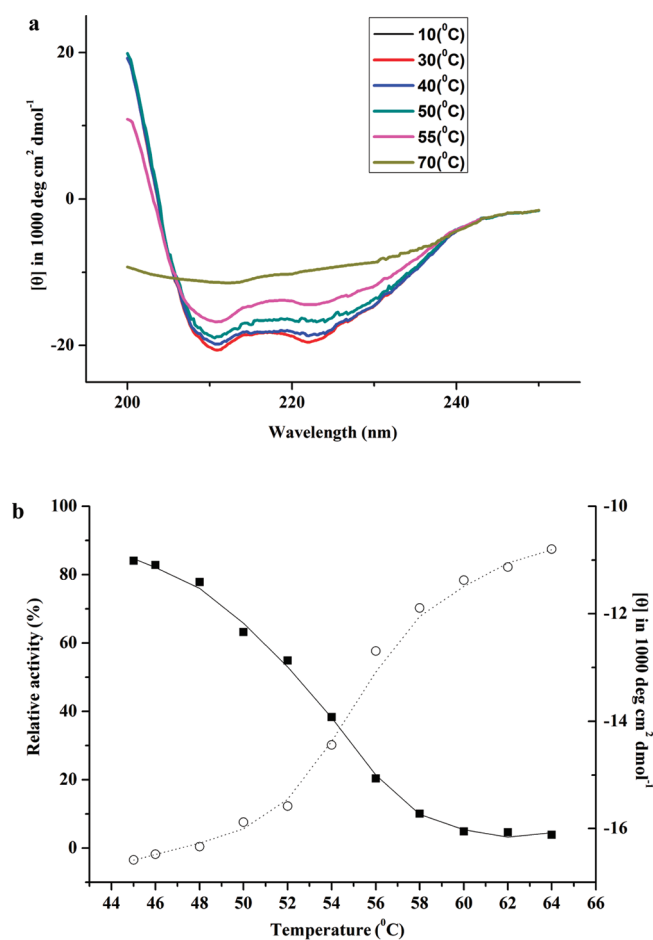 a
10(⁰C)
30(⁰C)
40(⁰C)
50(⁰C)
55(⁰C)
70(⁰C)
20
0
-20
[θ] in 1000 deg cm² dmol⁻¹
200
220
240
Wavelength (nm)
b
100
80
60
40
20
0
Relative activity (%)
-10
-12
-14
-16
[θ] in 1000 deg cm² dmol⁻¹
44 46 48 50 52 54 56 58 60 62 64 66
Temperature (⁰C)